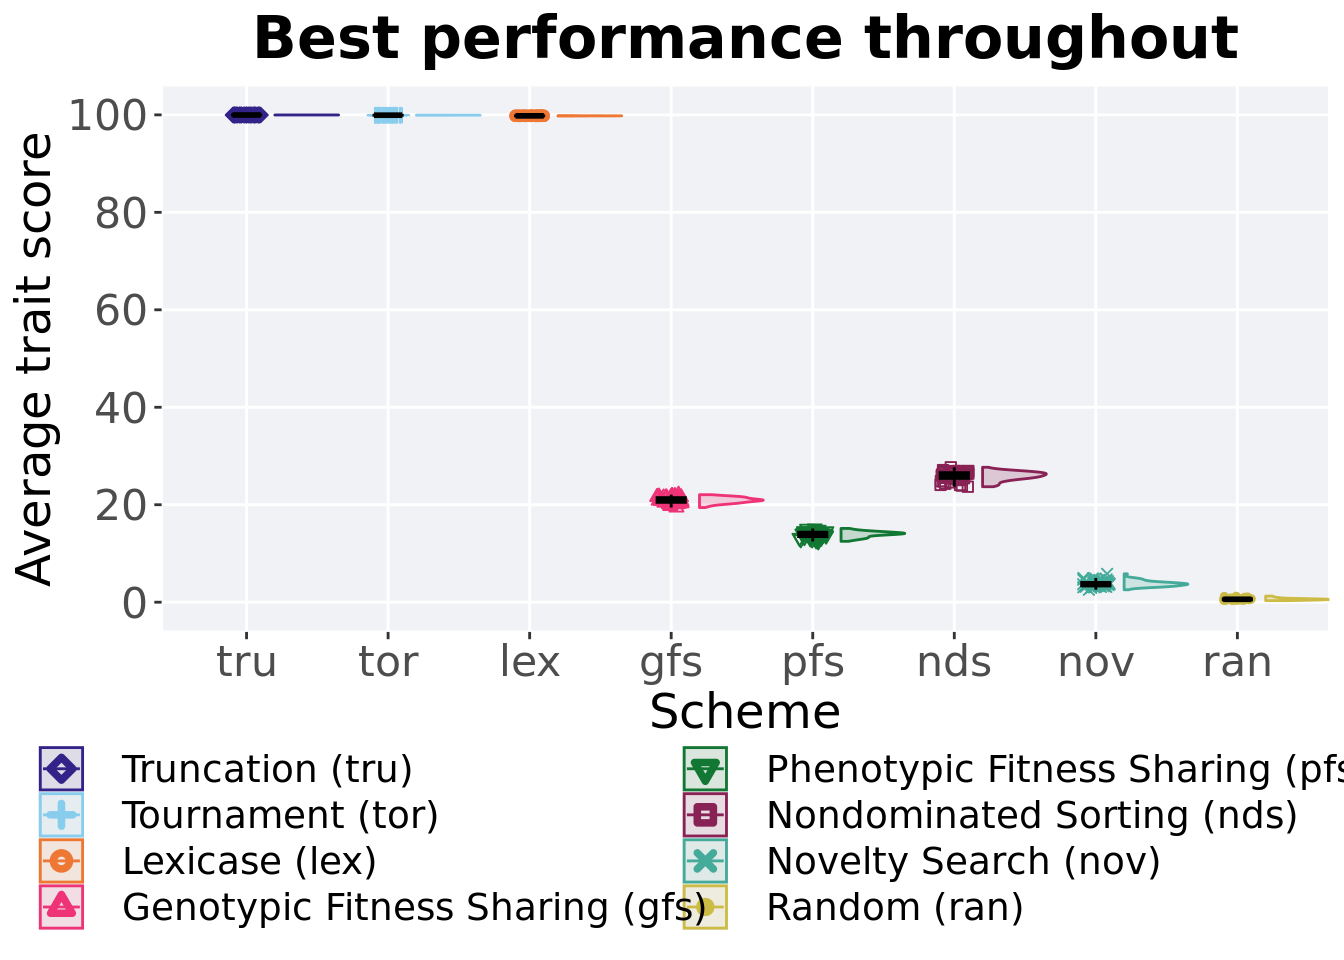 Best performance throughout
Average trait score
100
80
60
40
20
0
tru tor lex gfs pfs nds nov ran
Scheme
Truncation (tru)
Tournament (tor)
Lexicase (lex)
Genotypic Fitness Sharing (gfs)
Phenotypic Fitness Sharing (pfs
Nondominated Sorting (nds)
Novelty Search (nov)
Random (ran)